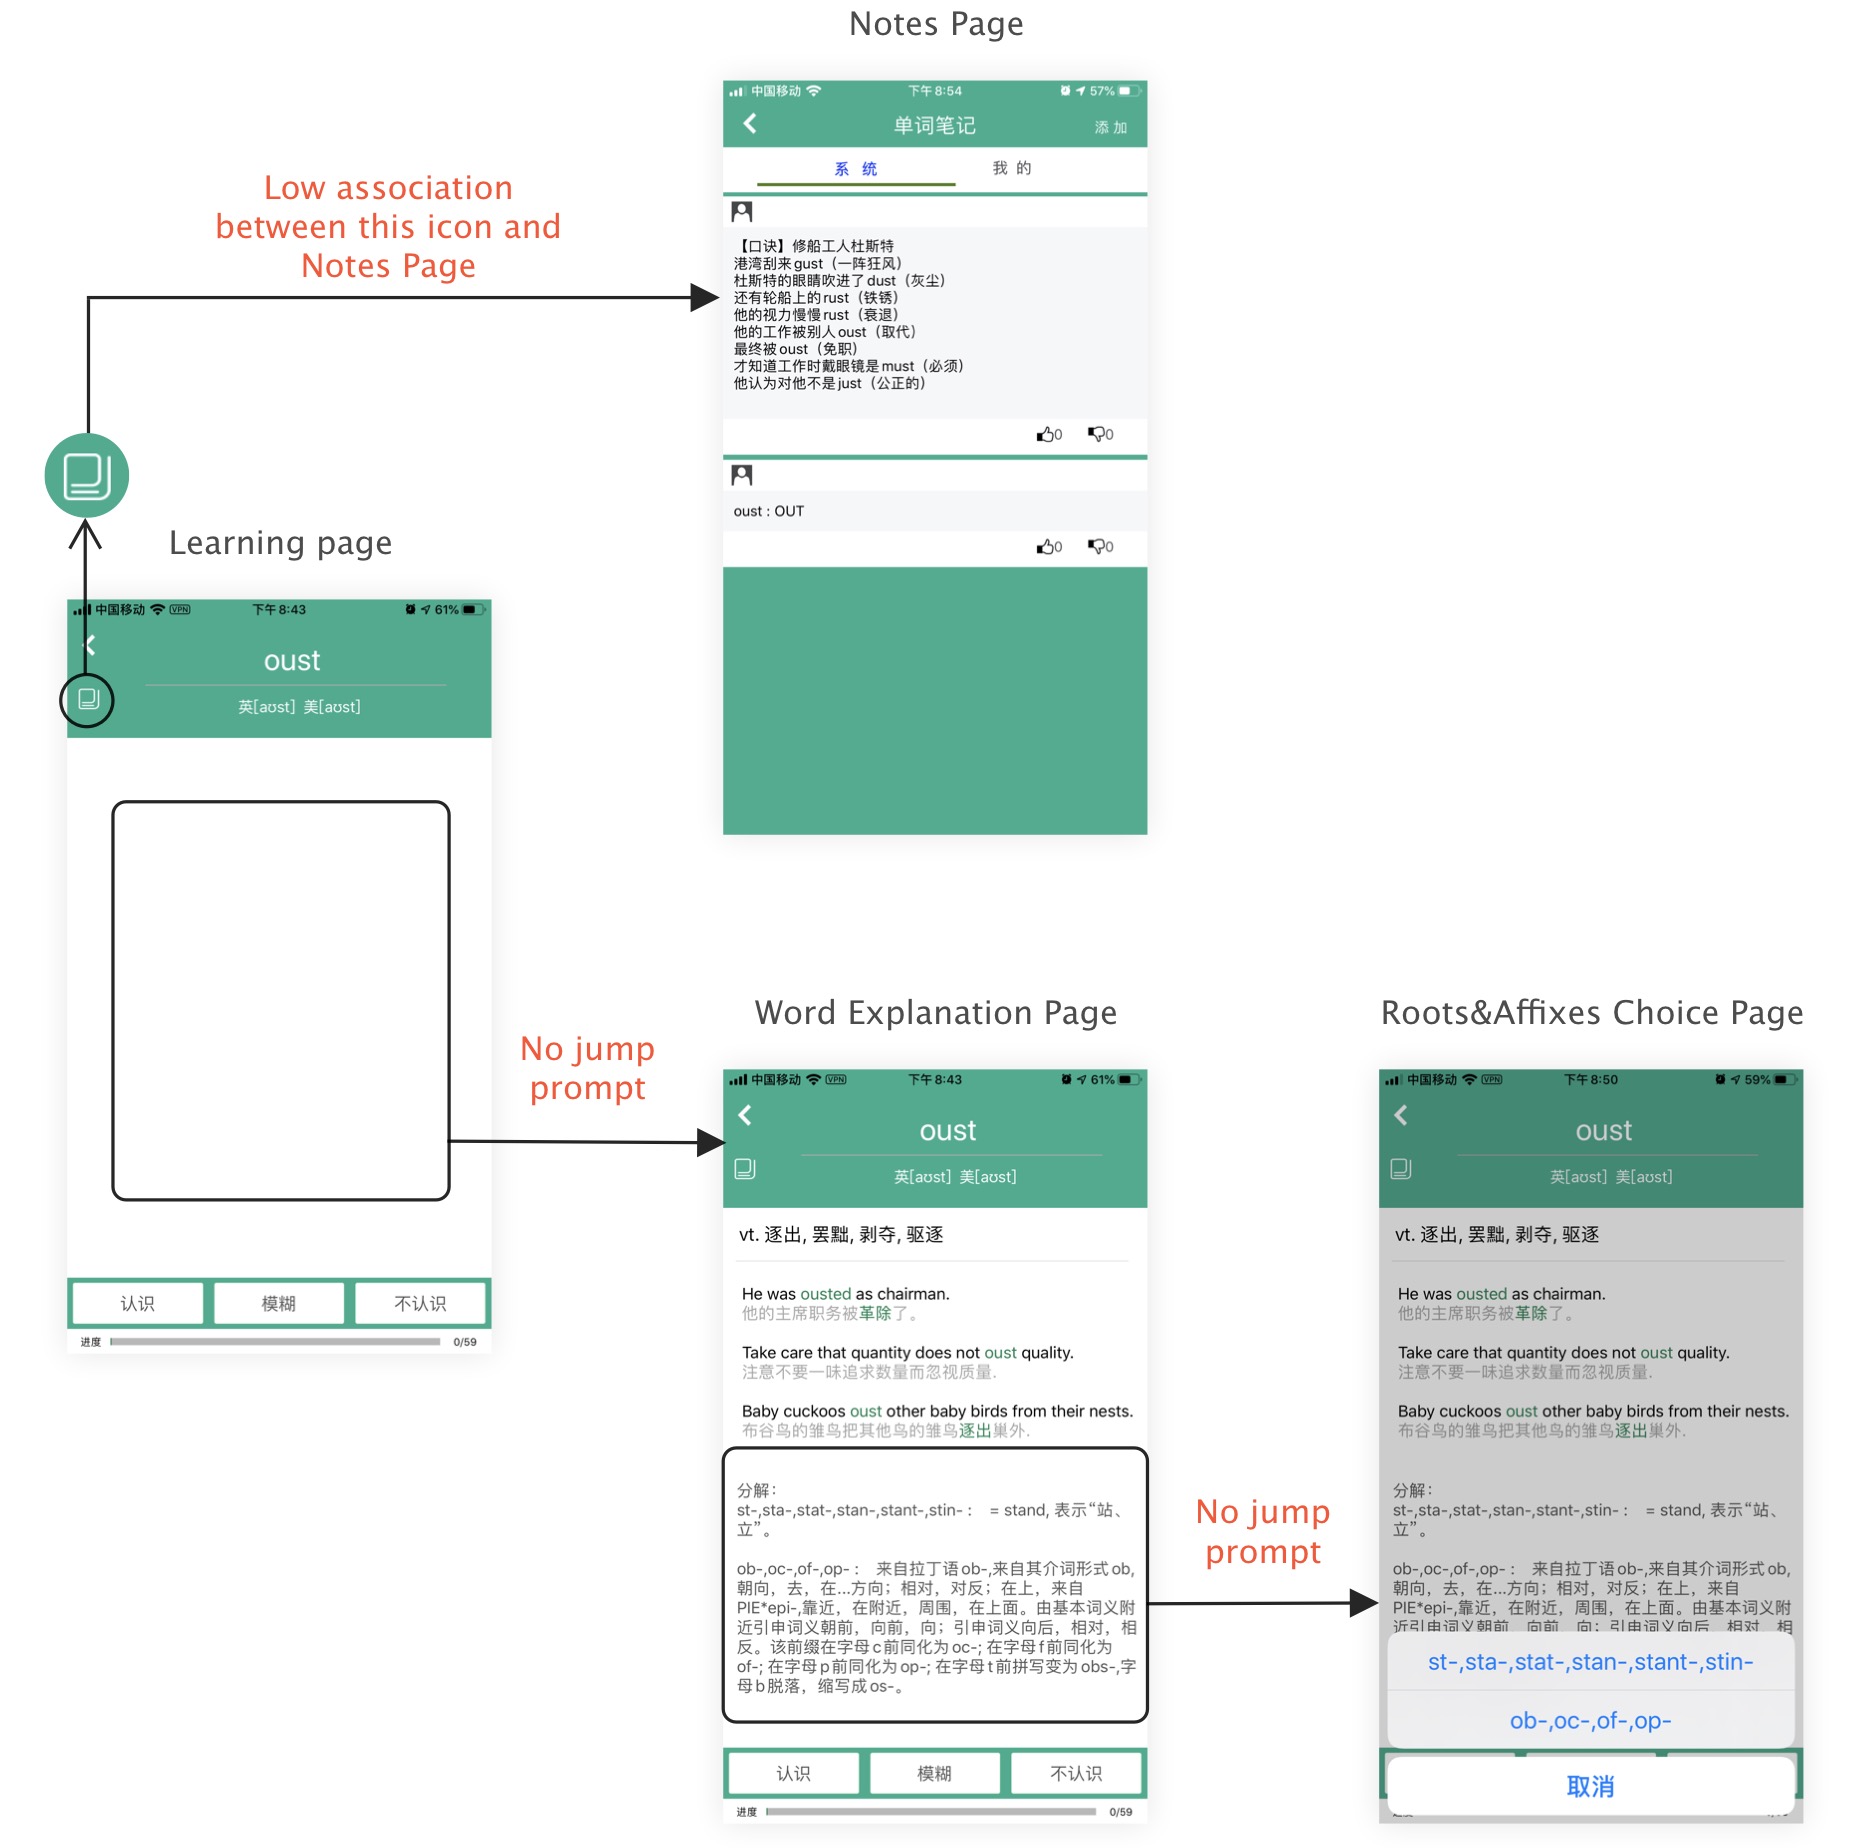 Notes Page
中国移动 下午8:54 57%
单词笔记 添加
系 统 我 的
【口诀】修船工人杜斯特
港湾刮来gust（一阵狂风）
杜斯特的眼睛吹进了dust（灰尘）
还有轮船上的rust（铁锈）
他的视力慢慢rust（衰退）
他的工作被别人oust（取代）
最终被oust（免职）
才知道工作时戴眼镜是must（必须）
他认为对他不是just（公正的）
0 0
oust : OUT
0 0
Low association
between this icon and
Notes Page
Learning page
中国移动 VPN 下午8:43 61%
oust
英[aʊst] 美[aʊst]
认识 模糊 不认识
进度 0/59
No jump
prompt
Word Explanation Page
中国移动 VPN 下午8:43 61%
oust
英[aʊst] 美[aʊst]
vt. 逐出, 罢黜, 剥夺, 驱逐
He was ousted as chairman.
他的主席职务被革除了。
Take care that quantity does not oust quality.
注意不要一味追求数量而忽视质量.
Baby cuckoos oust other baby birds from their nests.
布谷鸟的雏鸟把其他鸟的雏鸟逐出巢外.
分解：
st-,sta-,stat-,stan-,stant-,stin-： = stand, 表示“站、
立”。
ob-,oc-,of-,op-： 来自拉丁语ob-,来自其介词形式ob,
朝向，去，在...方向；相对，对反；在上，来自
PIE*epi-,靠近，在附近，周围，在上面。由基本词义附
近引申词义朝前，向前，向；引申词义向后，相对，相
反。该前缀在字母c前同化为oc-; 在字母f前同化为
of-; 在字母p前同化为op-; 在字母t前拼写变为obs-,字
母b脱落，缩写成os-。
认识 模糊 不认识
进度 0/59
No jump
prompt
Roots&Affixes Choice Page
中国移动 VPN 下午8:50 59%
oust
英[aʊst] 美[aʊst]
vt. 逐出, 罢黜, 剥夺, 驱逐
He was ousted as chairman.
他的主席职务被革除了。
Take care that quantity does not oust quality.
注意不要一味追求数量而忽视质量.
Baby cuckoos oust other baby birds from their nests.
布谷鸟的雏鸟把其他鸟的雏鸟逐出巢外.
分解：
st-,sta-,stat-,stan-,stant-,stin-： = stand, 表示“站、
立”。
ob-,oc-,of-,op-： 来自拉丁语ob-,来自其介词形式ob,
朝向，去，在...方向；相对，对反；在上，来自
PIE*epi-,靠近，在附近，周围，在上面。由基本词义附
近引申词义朝前，向前，向；引申词义向后，相对，相
st-,sta-,stat-,stan-,stant-,stin-
ob-,oc-,of-,op-
取消